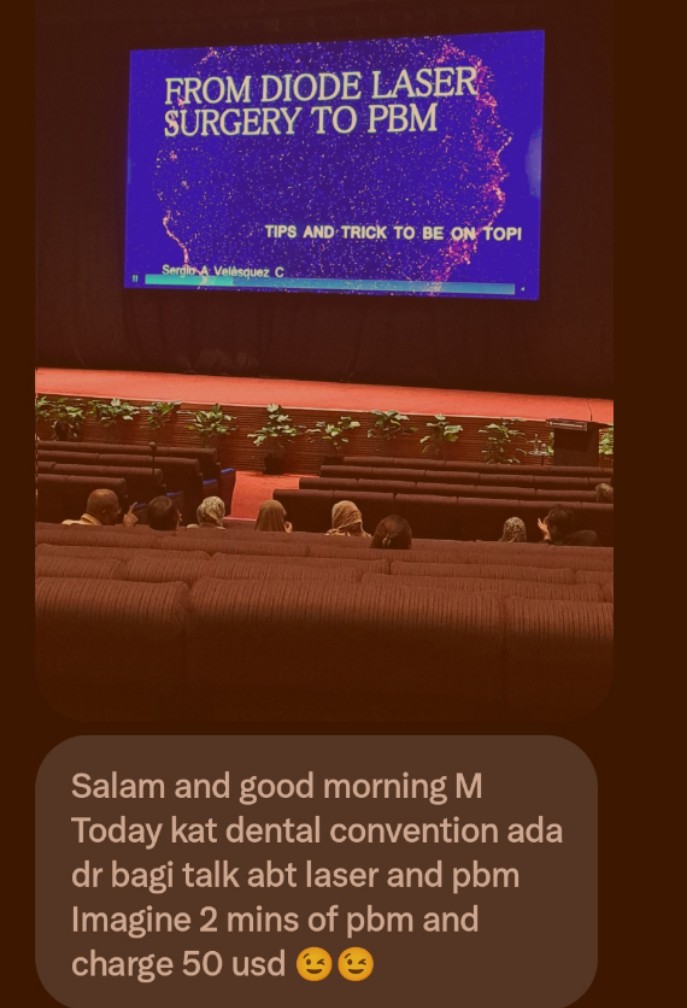 FROM DIODE LASER
SURGERY TO PBM
TIPS AND TRICK TO BE ON TOP!
Sergio A Velásquez C
Salam and good morning M
Today kat dental convention ada
dr bagi talk abt laser and pbm
Imagine 2 mins of pbm and
charge 50 usd 😉😉